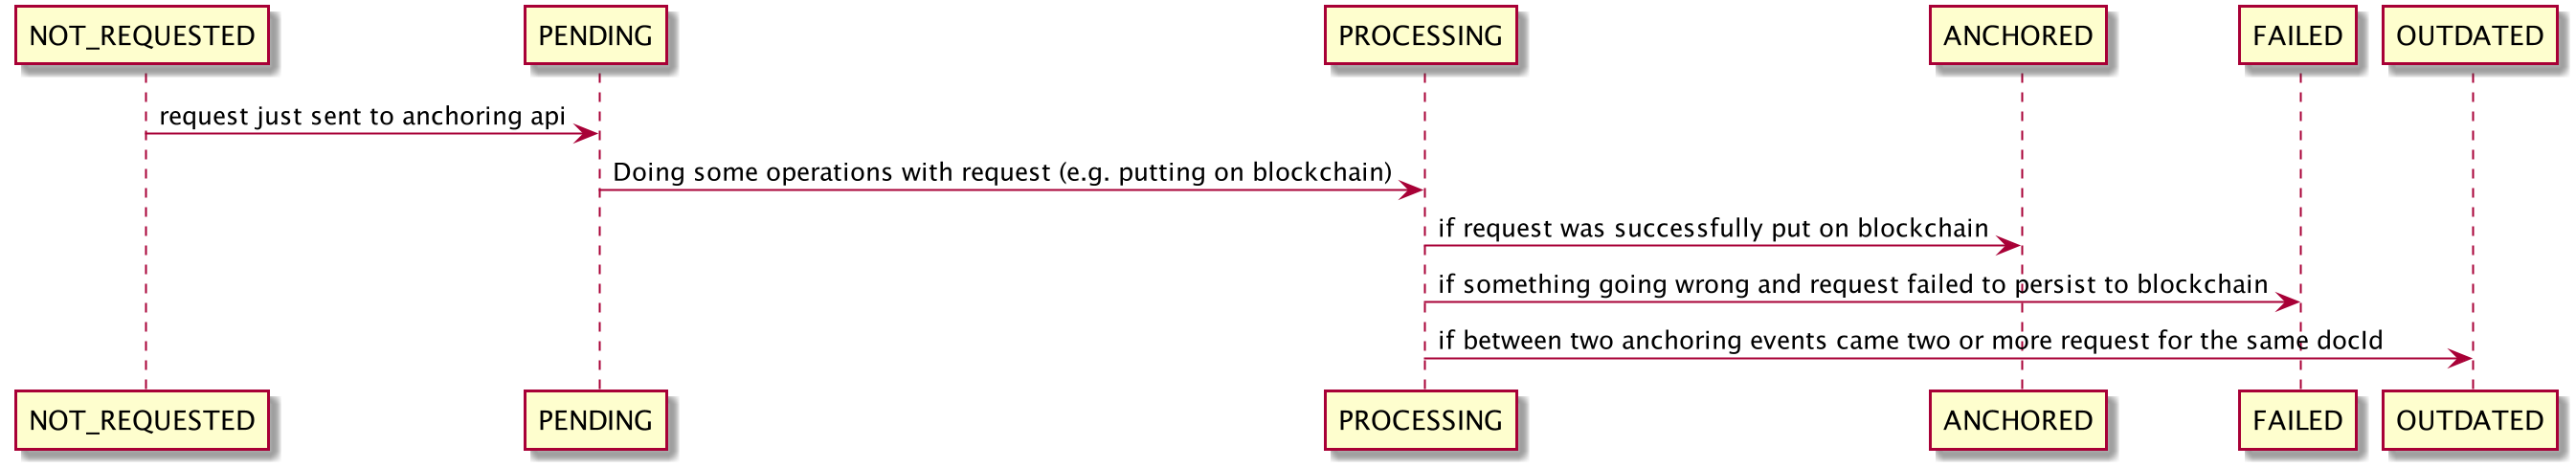 NOT_REQUESTED
PENDING
PROCESSING
ANCHORED
FAILED
OUTDATED
request just sent to anchoring api
Doing some operations with request (e.g. putting on blockchain)
if request was successfully put on blockchain
if something going wrong and request failed to persist to blockchain
if between two anchoring events came two or more request for the same docId
NOT_REQUESTED
PENDING
PROCESSING
ANCHORED
FAILED
OUTDATED